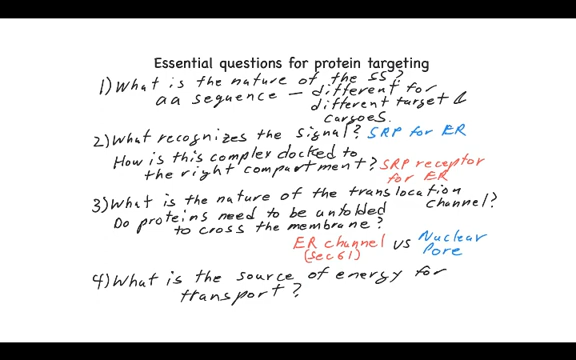 Essential questions for protein targeting
1) What is the nature of the SS?
aa sequence – different for
different target &
cargoes.
2) What recognizes the signal? SRP for ER
How is this complex docked to
the right compartment? SRP receptor
for ER
3) What is the nature of the translocation
channel?
Do proteins need to be unfolded
to cross the membrane?
ER channel vs Nuclear
(sec61) Pore
4) What is the source of energy for
transport?